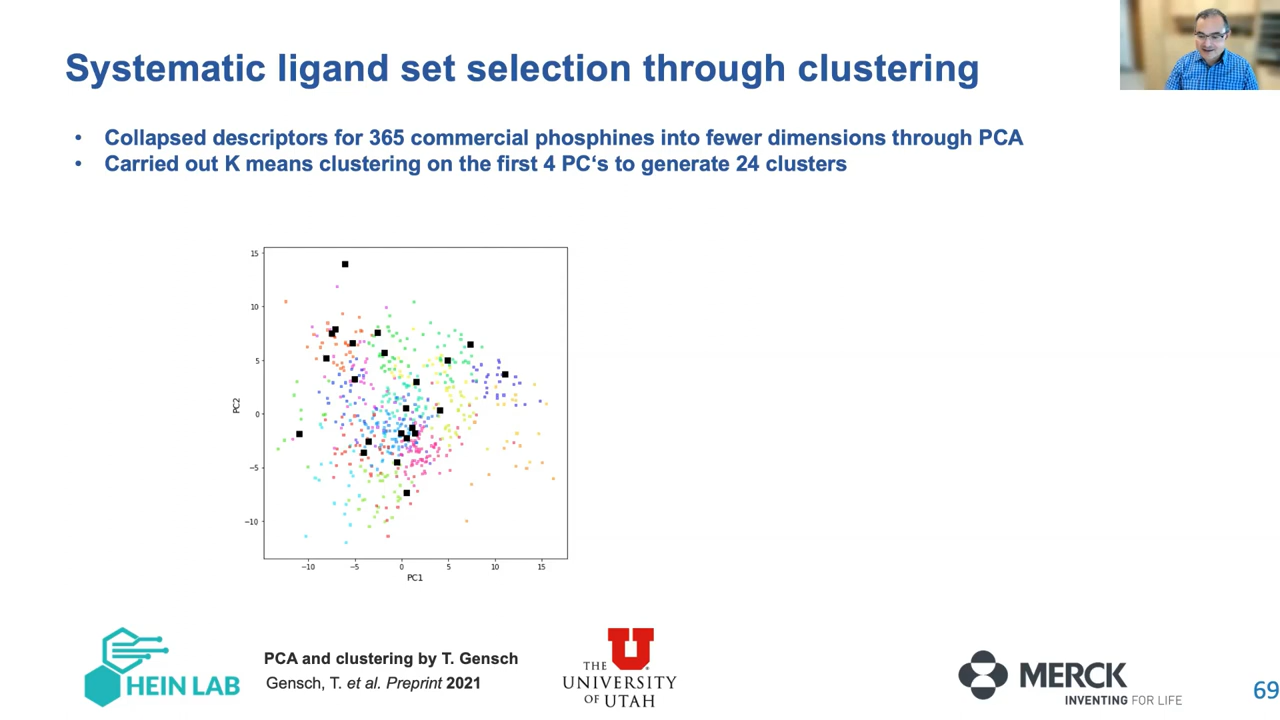 Systematic ligand set selection through clustering
• Collapsed descriptors for 365 commercial phosphines into fewer dimensions through PCA
• Carried out K means clustering on the first 4 PC‘s to generate 24 clusters
15
10
5
0
−5
−10
PC2
−10 −5 0 5 10 15
PC1
HEIN LAB
PCA and clustering by T. Gensch
Gensch, T. et al. Preprint 2021
THE
UNIVERSITY
OF UTAH
MERCK
INVENTING FOR LIFE
69